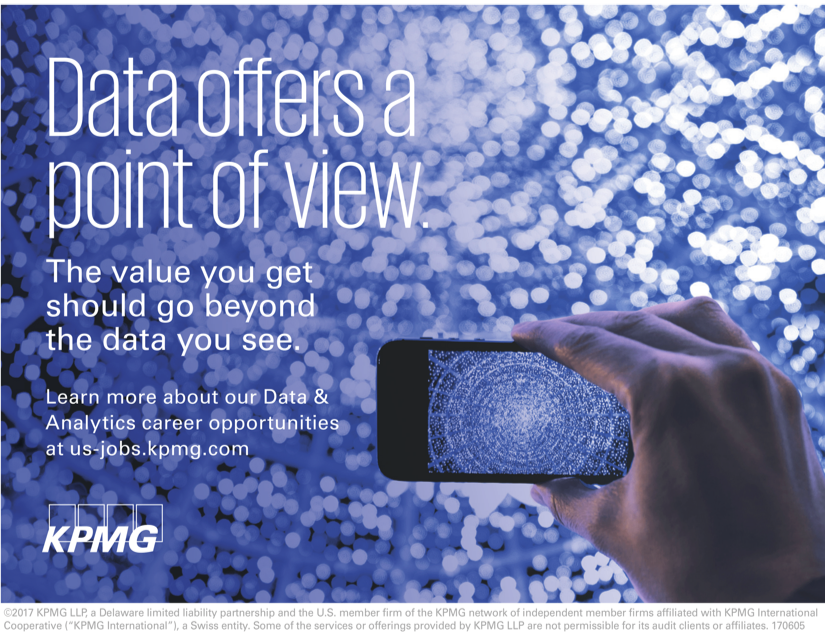 Data offers a
point of view.
The value you get
should go beyond
the data you see.
Learn more about our Data &
Analytics career opportunities
at us-jobs.kpmg.com
KPMG
©2017 KPMG LLP, a Delaware limited liability partnership and the U.S. member firm of the KPMG network of independent member firms affiliated with KPMG International
Cooperative (“KPMG International”), a Swiss entity. Some of the services or offerings provided by KPMG LLP are not permissible for its audit clients or affiliates. 170605